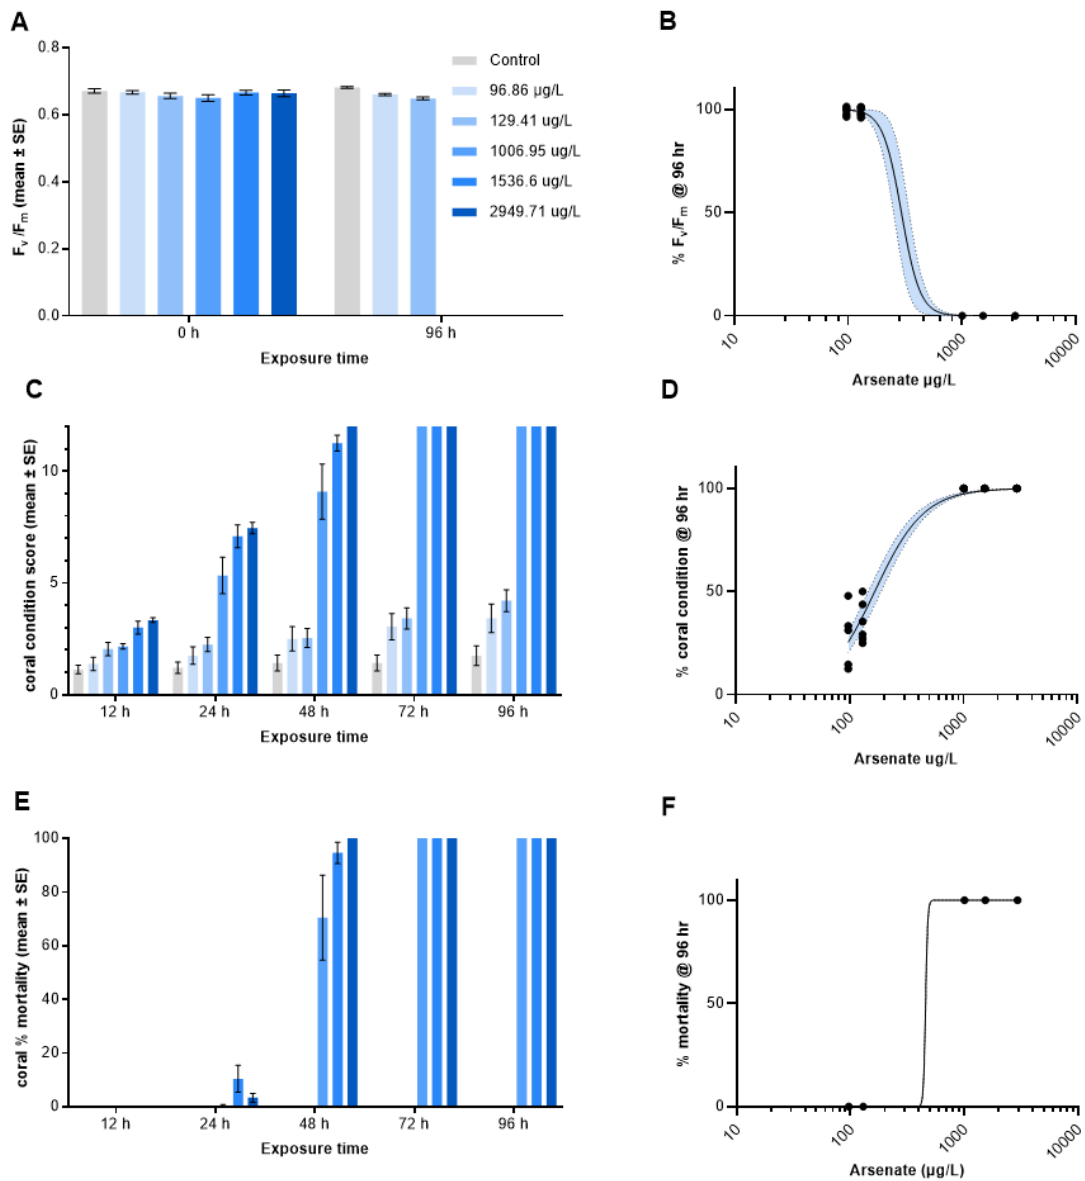 A
0.8
0.6
0.4
0.2
0.0
Fv/Fm (mean ± SE)
Control
96.86 µg/L
129.41 ug/L
1006.95 ug/L
1536.6 ug/L
2949.71 ug/L
0 h
96 h
Exposure time
B
100
50
0
% Fv/Fm @ 96 hr
10
100
1000
10000
Arsenate µg/L
C
10
5
0
coral condition score (mean ± SE)
12 h
24 h
48 h
72 h
96 h
Exposure time
D
100
50
0
% coral condition @ 96 hr
10
100
1000
10000
Arsenate ug/L
E
100
80
60
40
20
0
coral % mortality (mean ± SE)
12 h
24 h
48 h
72 h
96 h
Exposure time
F
100
50
0
% mortality @ 96 hr
10
100
1000
10000
Arsenate (µg/L)